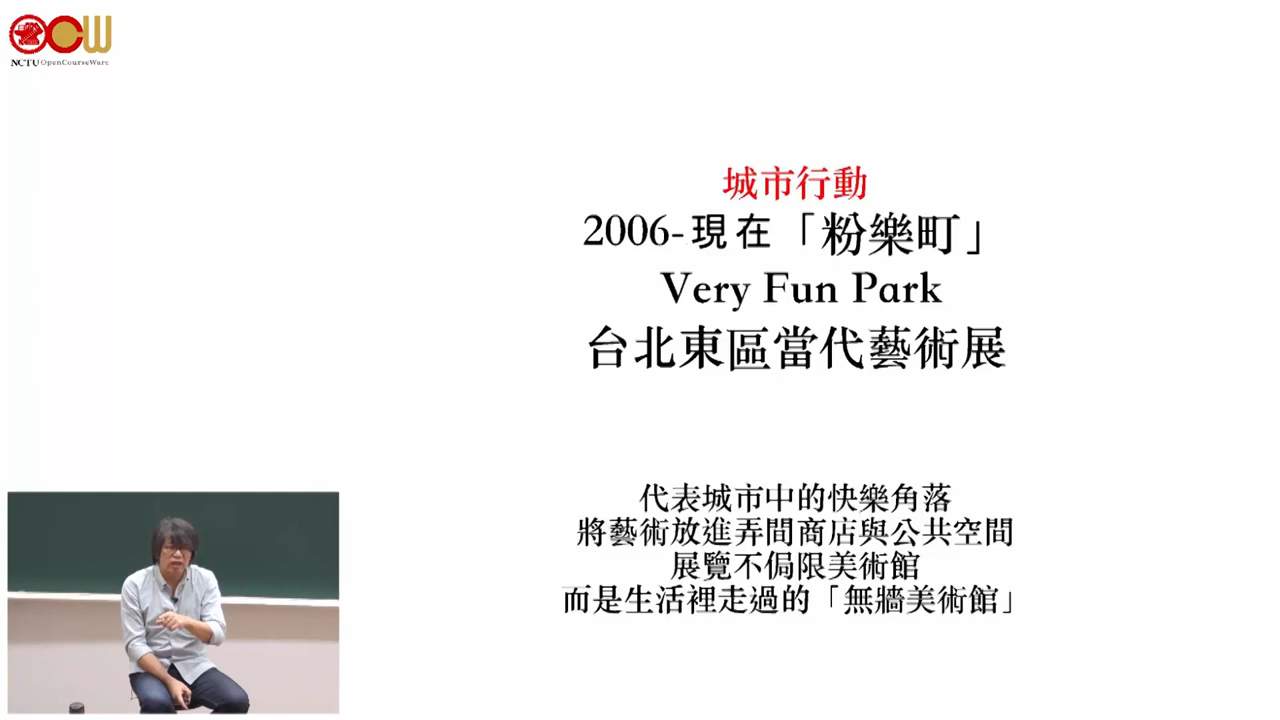 NCTU OpenCourseWare
城市行動
2006-現在「粉樂町」
Very Fun Park
台北東區當代藝術展
代表城市中的快樂角落
將藝術放進弄間商店與公共空間
展覽不侷限美術館
而是生活裡走過的「無牆美術館」